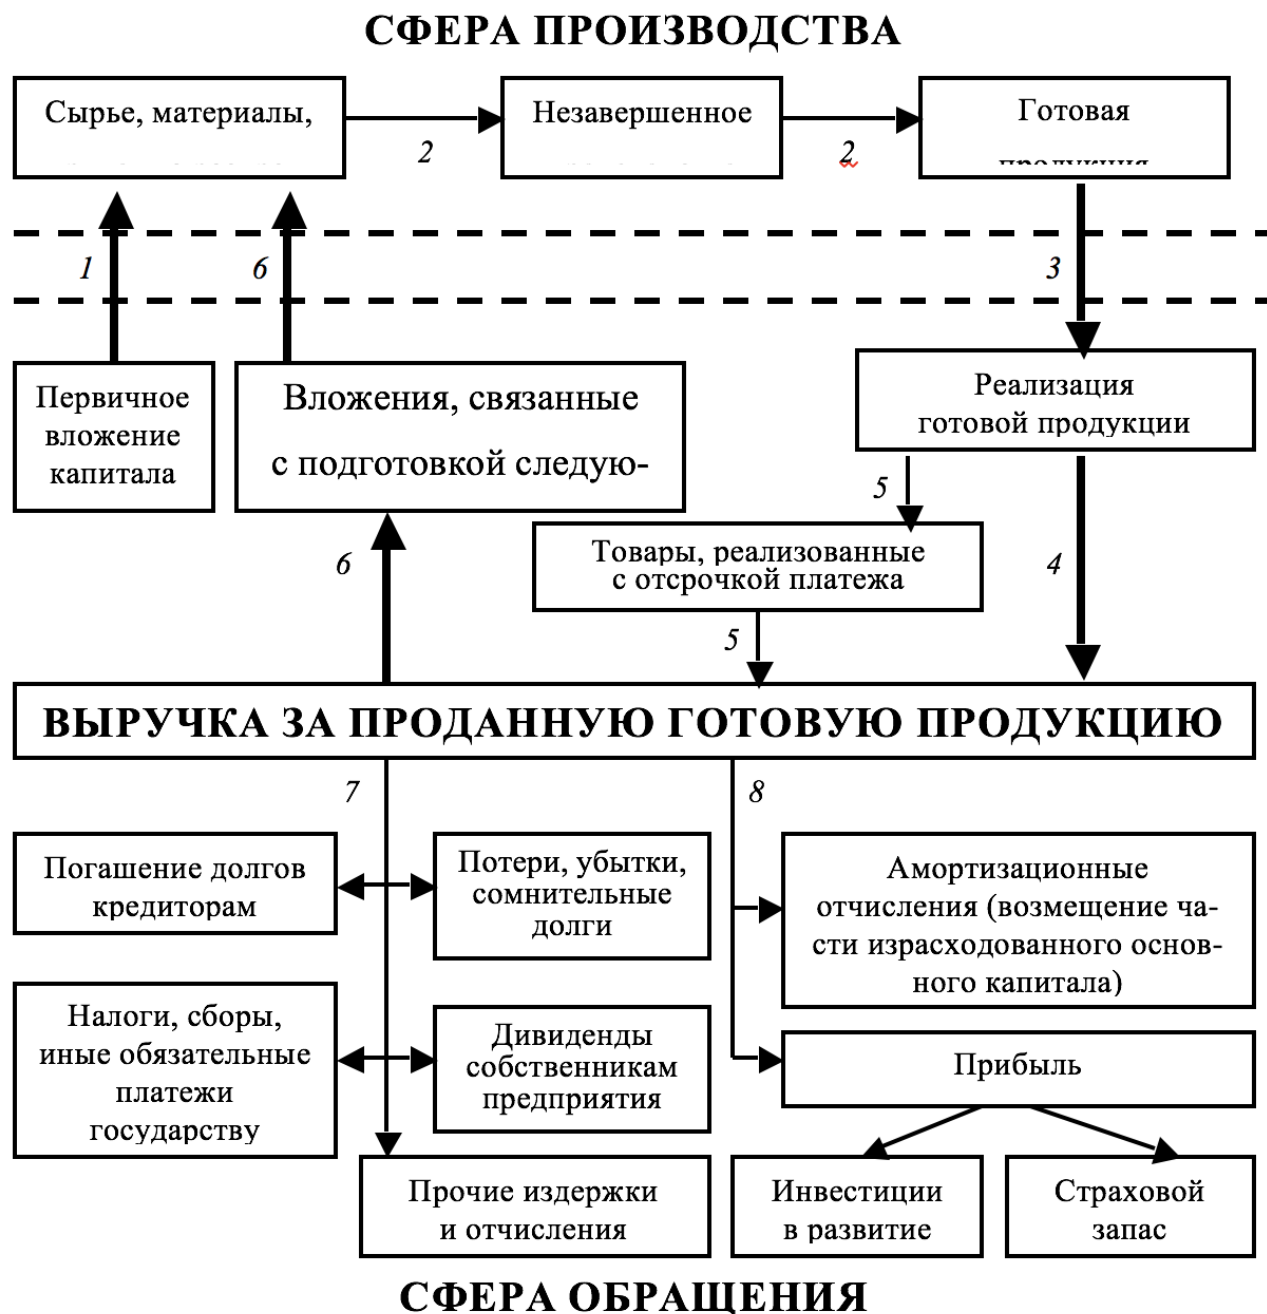 СФЕРА ПРОИЗВОДСТВА
Сырье, материалы,
2
Незавершенное
2
Готовая
продукция
1
6
3
Первичное
вложение
капитала
Вложения, связанные
с подготовкой следую-
Реализация
готовой продукции
5
4
6
Товары, реализованные
с отсрочкой платежа
5
ВЫРУЧКА ЗА ПРОДАННУЮ ГОТОВУЮ ПРОДУКЦИЮ
7
8
Погашение долгов
кредиторам
Потери, убытки,
сомнительные
долги
Амортизационные
отчисления (возмещение ча-
сти израсходованного основ-
ного капитала)
Налоги, сборы,
иные обязательные
платежи
государству
Дивиденды
собственникам
предприятия
Прибыль
Прочие издержки
и отчисления
Инвестиции
в развитие
Страховой
запас
СФЕРА ОБРАЩЕНИЯ